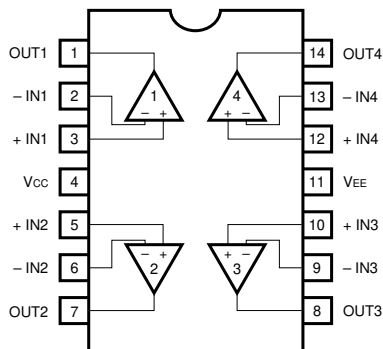 OUT1 1 14 OUT4
– IN1 2 1 4 13 – IN4
– + + –
+ IN1 3 12 + IN4
VCC 4 11 VEE
+ IN2 5 10 + IN3
– + + –
– IN2 6 2 3 9 – IN3
OUT2 7 8 OUT3